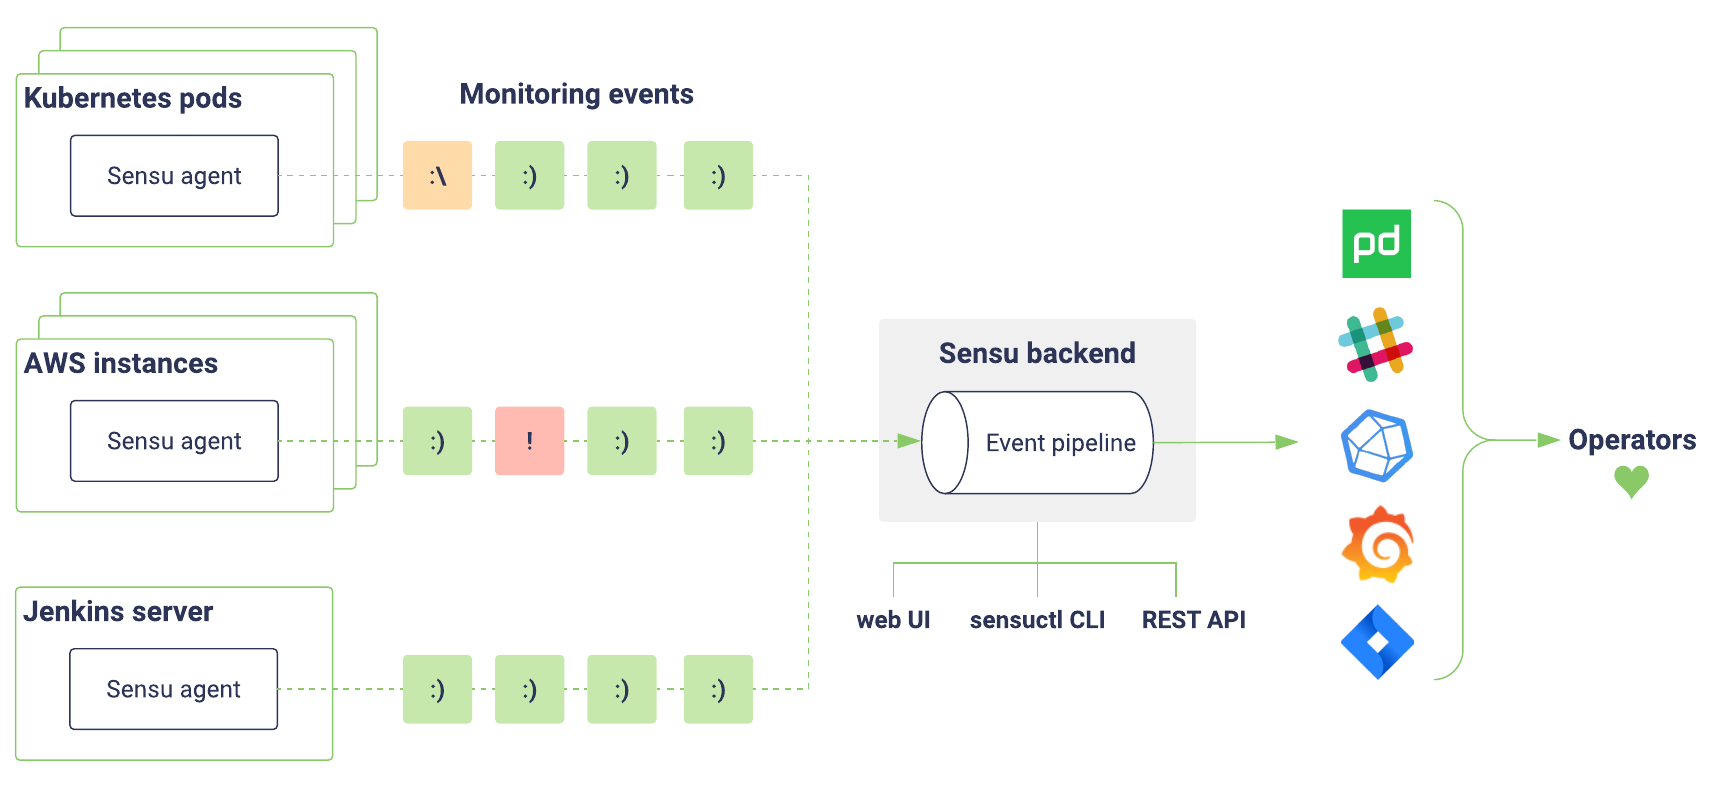 Kubernetes pods
Monitoring events
Sensu agent
:\
:)
:)
:)
AWS instances
Sensu agent
:)
!
:)
:)
Jenkins server
Sensu agent
:)
:)
:)
:)
Sensu backend
Event pipeline
web UI
sensuctl CLI
REST API
pd
Operators